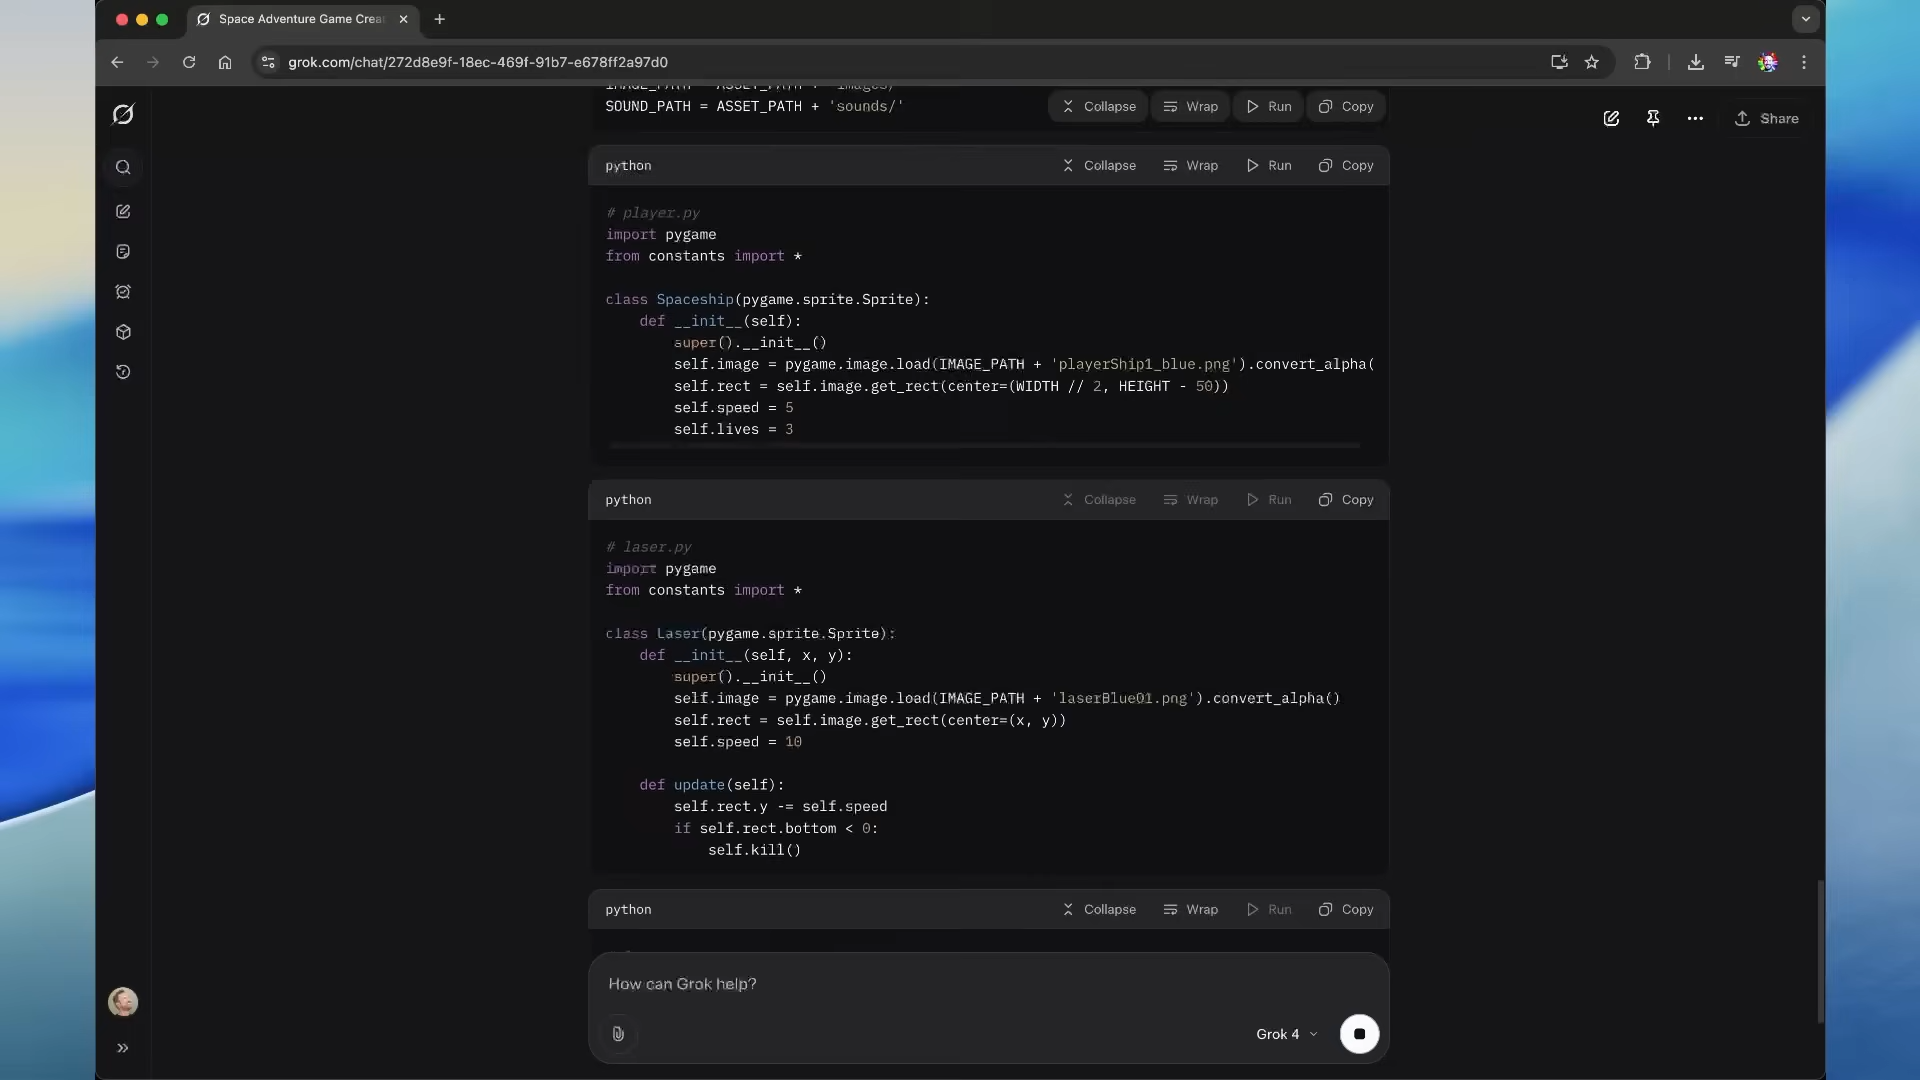 Space Adventure Game Crea
grok.com/chat/272d8e9f-18ec-469f-91b7-e678ff2a97d0
Share
SOUND_PATH = ASSET_PATH + 'sounds/'
Collapse Wrap Run Copy
python Collapse Wrap Run Copy
# player.py
import pygame
from constants import *
class Spaceship(pygame.sprite.Sprite):
def __init__(self):
super().__init__()
self.image = pygame.image.load(IMAGE_PATH + 'playerShip1_blue.png').convert_alpha(
self.rect = self.image.get_rect(center=(WIDTH // 2, HEIGHT - 50))
self.speed = 5
self.lives = 3
python Collapse Wrap Run Copy
# laser.py
import pygame
from constants import *
class Laser(pygame.sprite.Sprite):
def __init__(self, x, y):
super().__init__()
self.image = pygame.image.load(IMAGE_PATH + 'laserBlue01.png').convert_alpha()
self.rect = self.image.get_rect(center=(x, y))
self.speed = 10
def update(self):
self.rect.y -= self.speed
if self.rect.bottom < 0:
self.kill()
python Collapse Wrap Run Copy
How can Grok help?
Grok 4